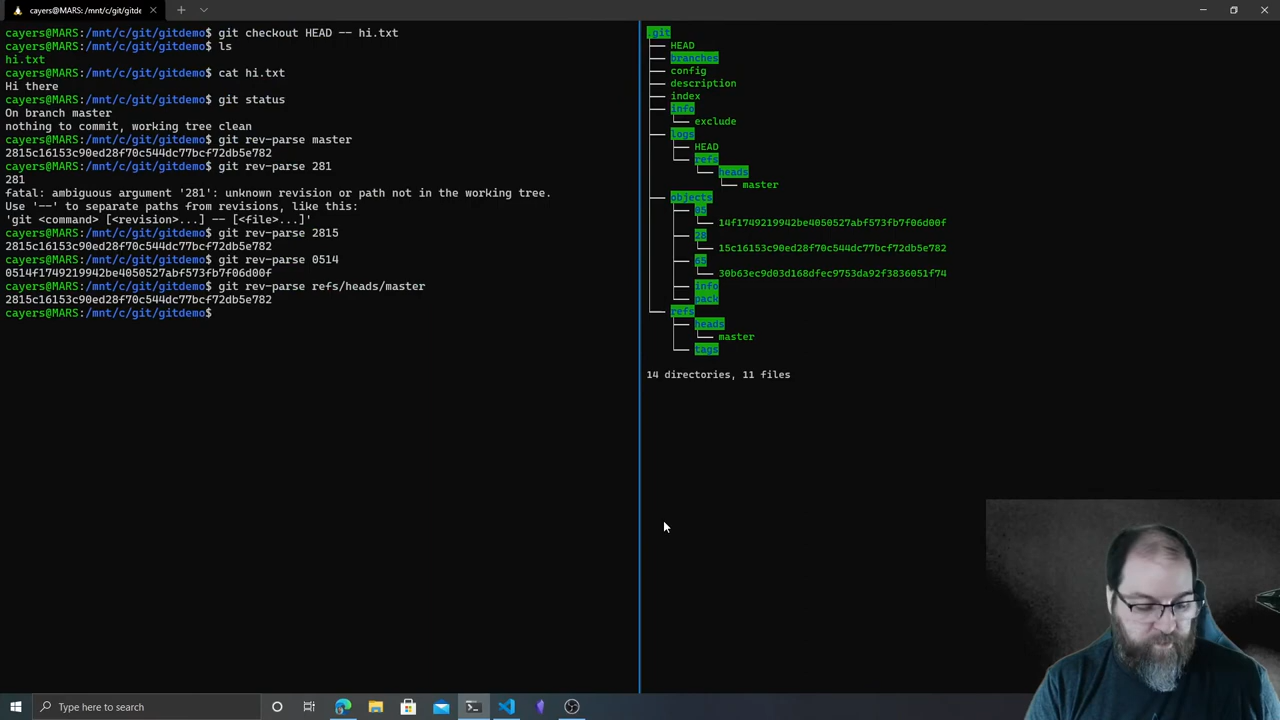 cayers@MARS: /mnt/c/git/gitde
cayers@MARS:/mnt/c/git/gitdemo$ git checkout HEAD -- hi.txt
cayers@MARS:/mnt/c/git/gitdemo$ ls
hi.txt
cayers@MARS:/mnt/c/git/gitdemo$ cat hi.txt
Hi there
cayers@MARS:/mnt/c/git/gitdemo$ git status
On branch master
nothing to commit, working tree clean
cayers@MARS:/mnt/c/git/gitdemo$ git rev-parse master
2815c16153c90ed28f70c544dc77bcf72db5e782
cayers@MARS:/mnt/c/git/gitdemo$ git rev-parse 281
281
fatal: ambiguous argument '281': unknown revision or path not in the working tree.
Use '--' to separate paths from revisions, like this:
'git <command> [<revision>...] -- [<file>...]'
cayers@MARS:/mnt/c/git/gitdemo$ git rev-parse 2815
2815c16153c90ed28f70c544dc77bcf72db5e782
cayers@MARS:/mnt/c/git/gitdemo$ git rev-parse 0514
0514f1749219942be4050527abf573fb7f06d00f
cayers@MARS:/mnt/c/git/gitdemo$ git rev-parse refs/heads/master
2815c16153c90ed28f70c544dc77bcf72db5e782
cayers@MARS:/mnt/c/git/gitdemo$
.git
HEAD
branches
config
description
index
info
exclude
logs
HEAD
refs
heads
master
objects
05
14f1749219942be4050527abf573fb7f06d00f
28
15c16153c90ed28f70c544dc77bcf72db5e782
65
30b63ec9d03d168dfec9753da92f3836051f74
info
pack
refs
heads
master
tags
14 directories, 11 files
Type here to search